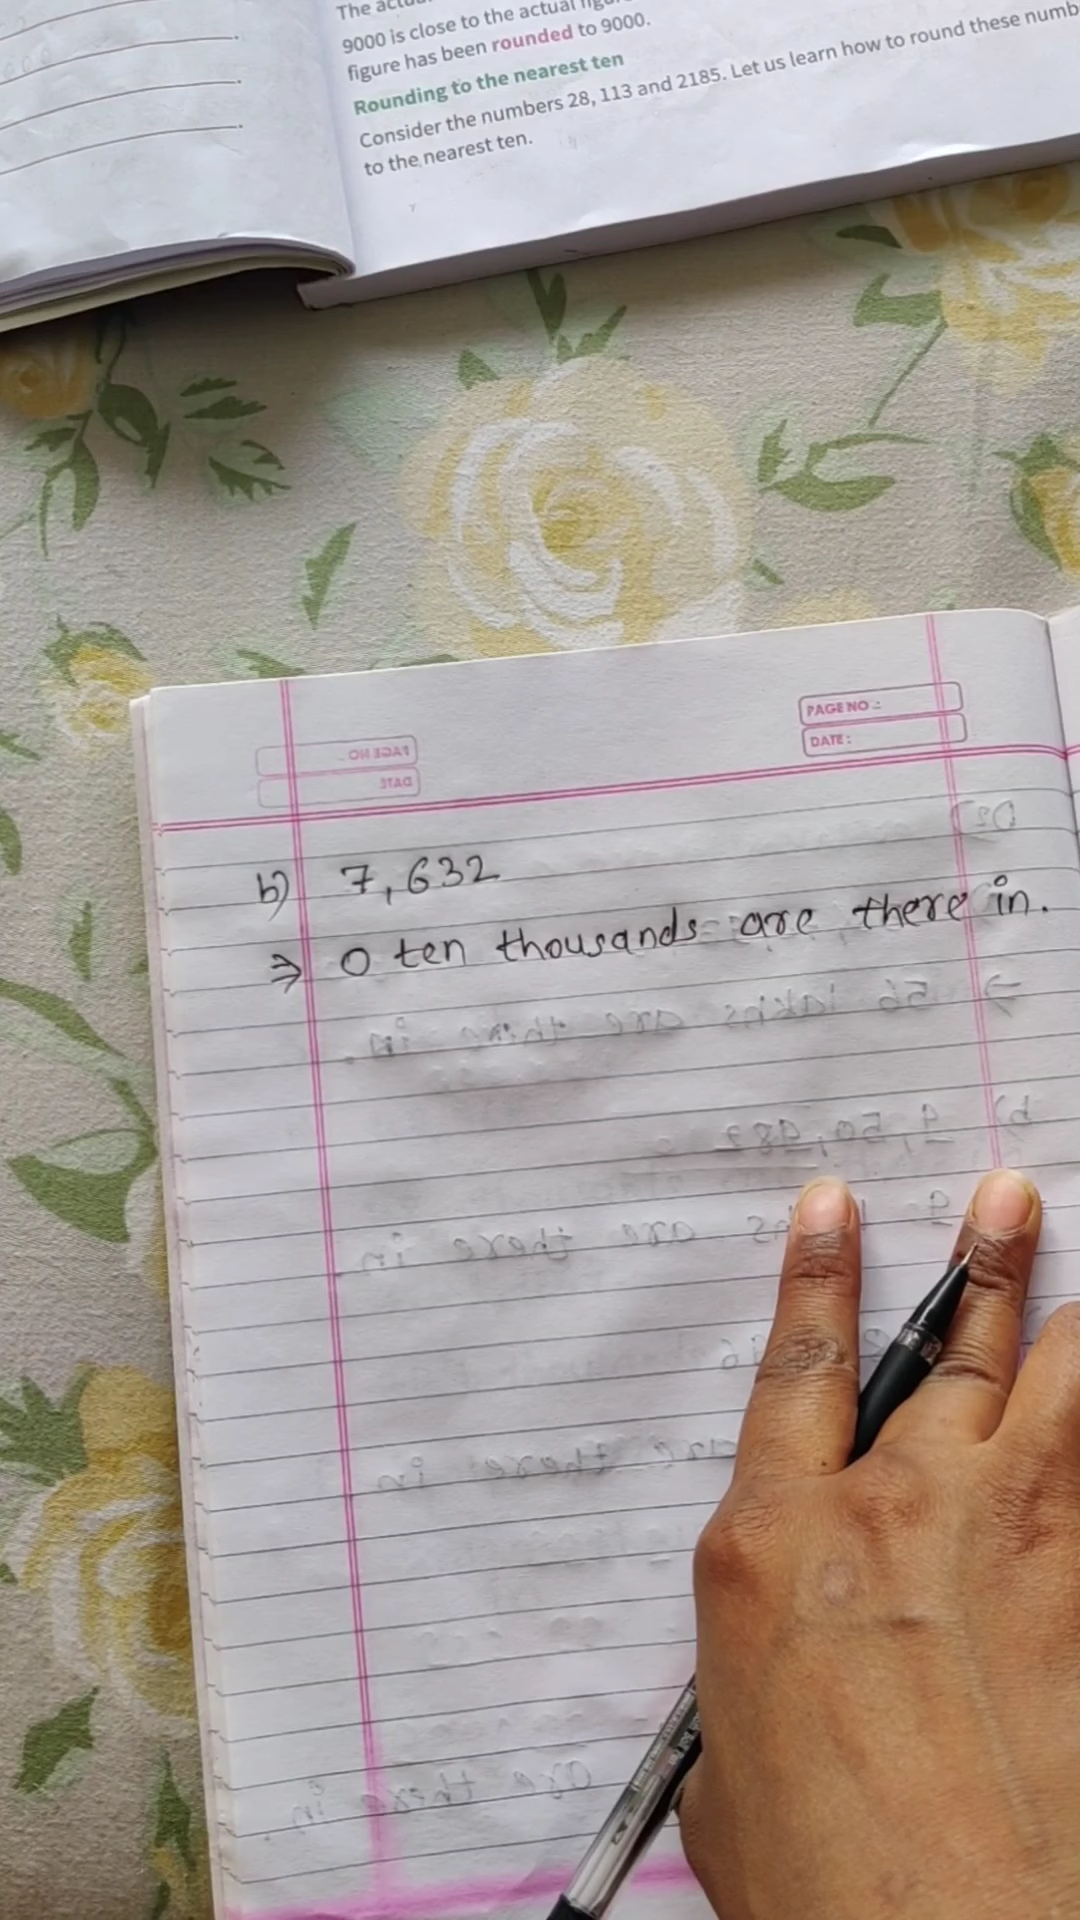 9000 is close to the actual
figure has been rounded to 9000.
Rounding to the nearest ten
Consider the numbers 28, 113 and 2185. Let us learn how to round these
to the nearest ten.
PAGE NO.:
DATE:
b) 7,632
⇒ 0 ten thousands are there in.